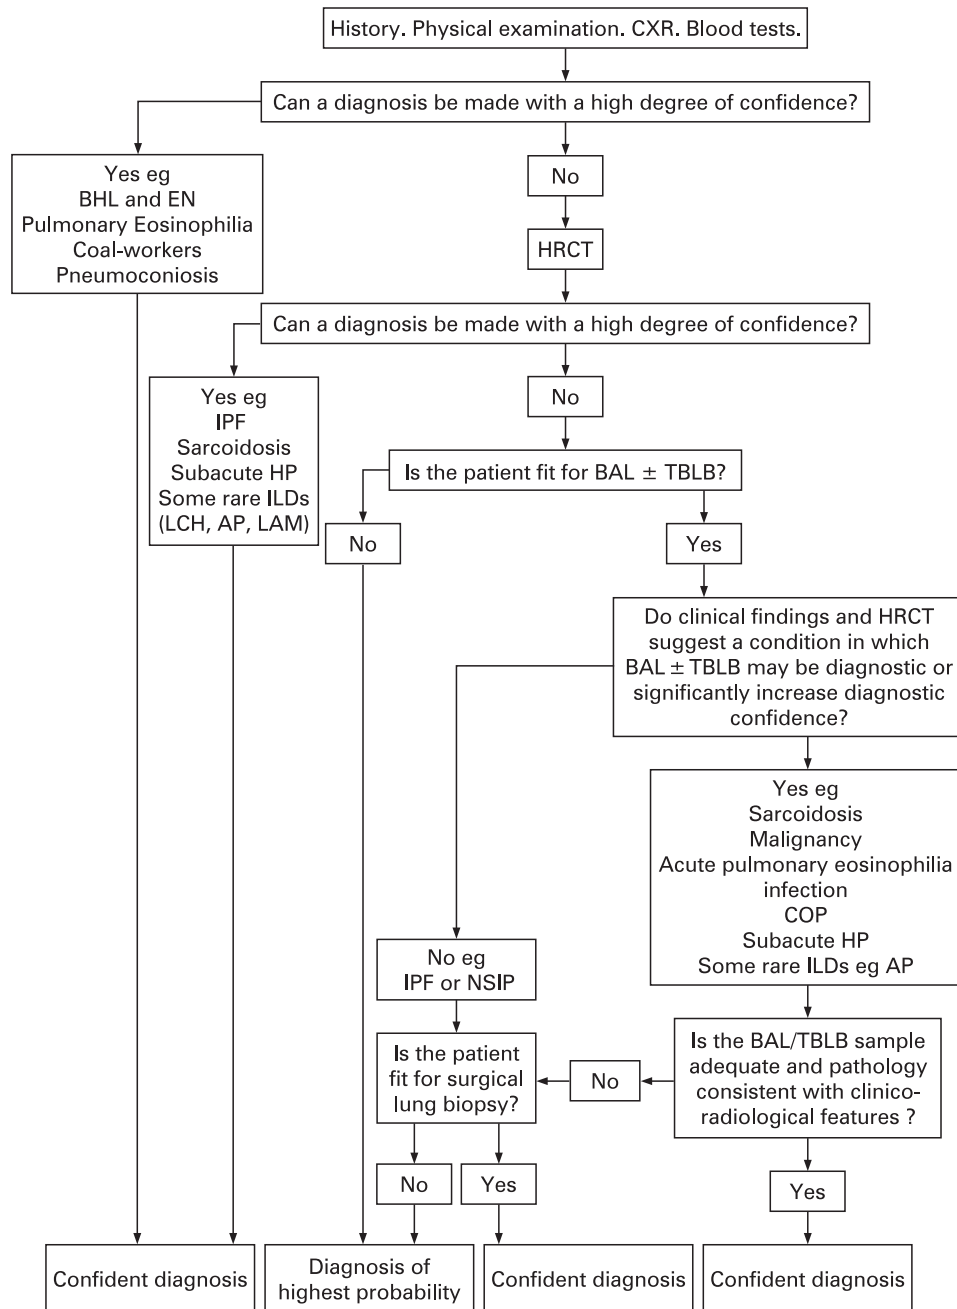 History. Physical examination. CXR. Blood tests.
Can a diagnosis be made with a high degree of confidence?
Yes eg
BHL and EN
Pulmonary Eosinophilia
Coal-workers
Pneumoconiosis
No
HRCT
Can a diagnosis be made with a high degree of confidence?
Yes eg
IPF
Sarcoidosis
Subacute HP
Some rare ILDs
(LCH, AP, LAM)
No
Is the patient fit for BAL ± TBLB?
No
Yes
Do clinical findings and HRCT
suggest a condition in which
BAL ± TBLB may be diagnostic or
significantly increase diagnostic
confidence?
Yes eg
Sarcoidosis
Malignancy
Acute pulmonary eosinophilia
infection
COP
Subacute HP
Some rare ILDs eg AP
No eg
IPF or NSIP
Is the patient
fit for surgical
lung biopsy?
No
Is the BAL/TBLB sample
adequate and pathology
consistent with clinico-
radiological features ?
No
Yes
Yes
Confident diagnosis
Diagnosis of
highest probability
Confident diagnosis
Confident diagnosis